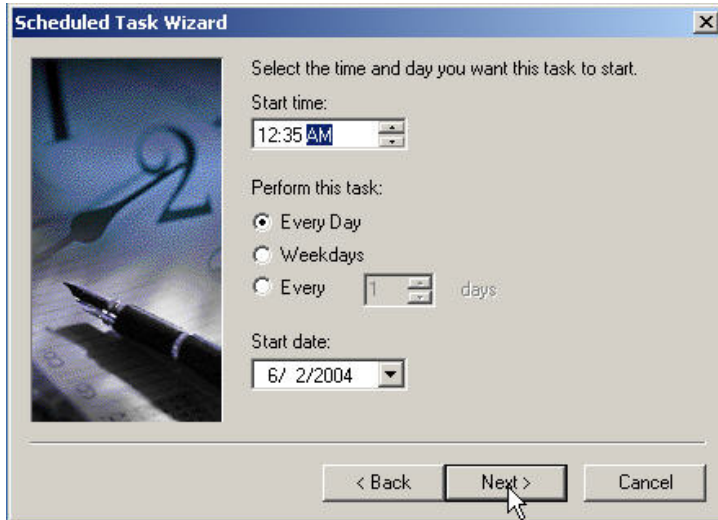 Scheduled Task Wizard
Select the time and day you want this task to start.
Start time:
12:35 AM
Perform this task:
Every Day
Weekdays
Every 1 days
Start date:
6/ 2/2004
< Back Next > Cancel